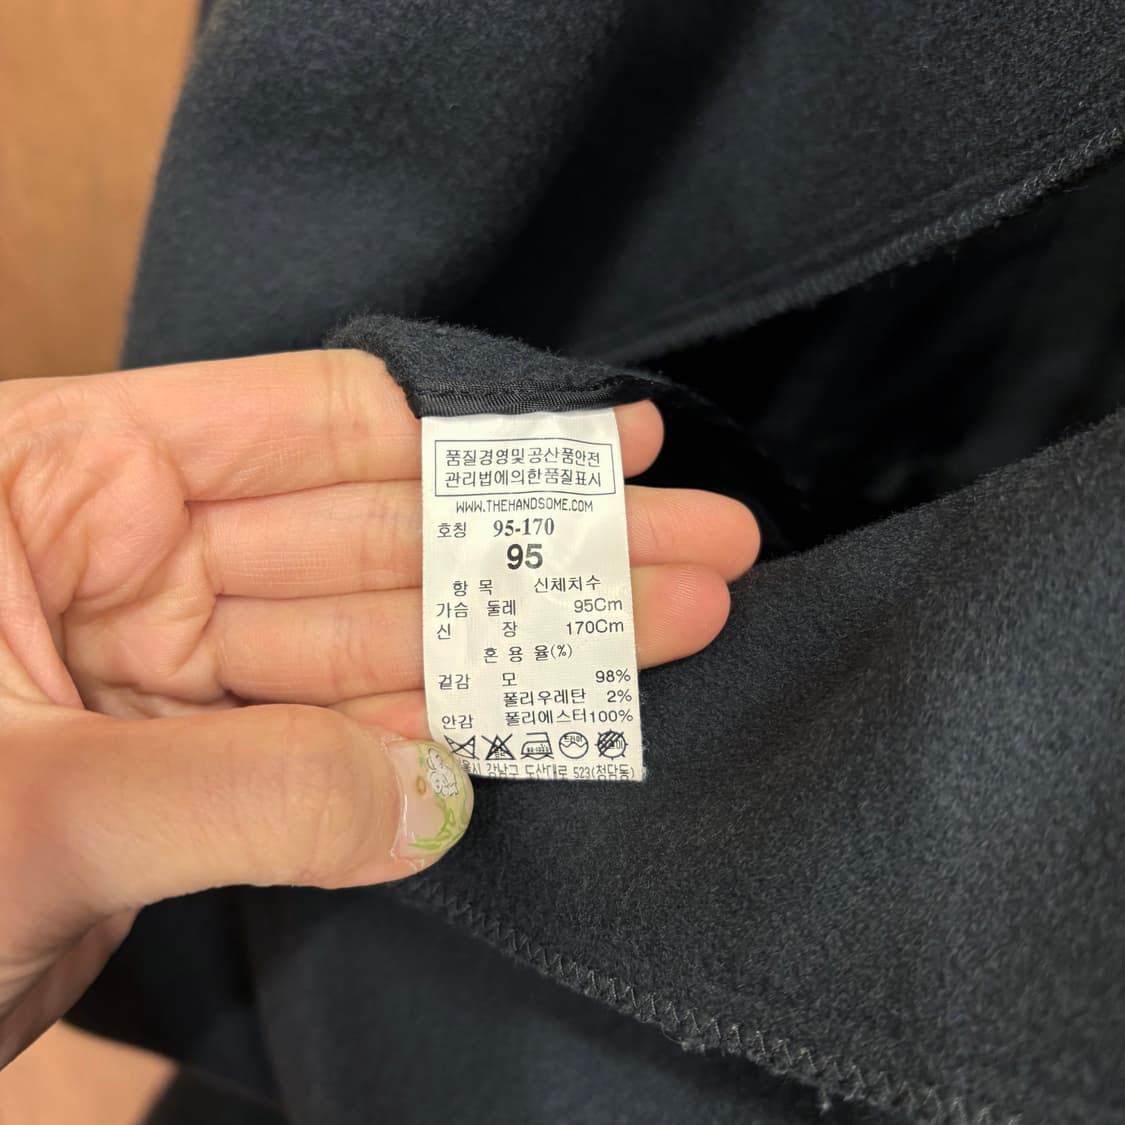 품질경영및공산품안전
관리법에의한품질표시
WWW.THEHANDSOME.COM
호칭 95-170
95
항 목 신체치수
가슴 둘레 95Cm
신 장 170Cm
혼 용 율(%)
겉감 모 98%
폴리우레탄 2%
안감 폴리에스터100%
드라이
강남구 도산대로 523(청담동)